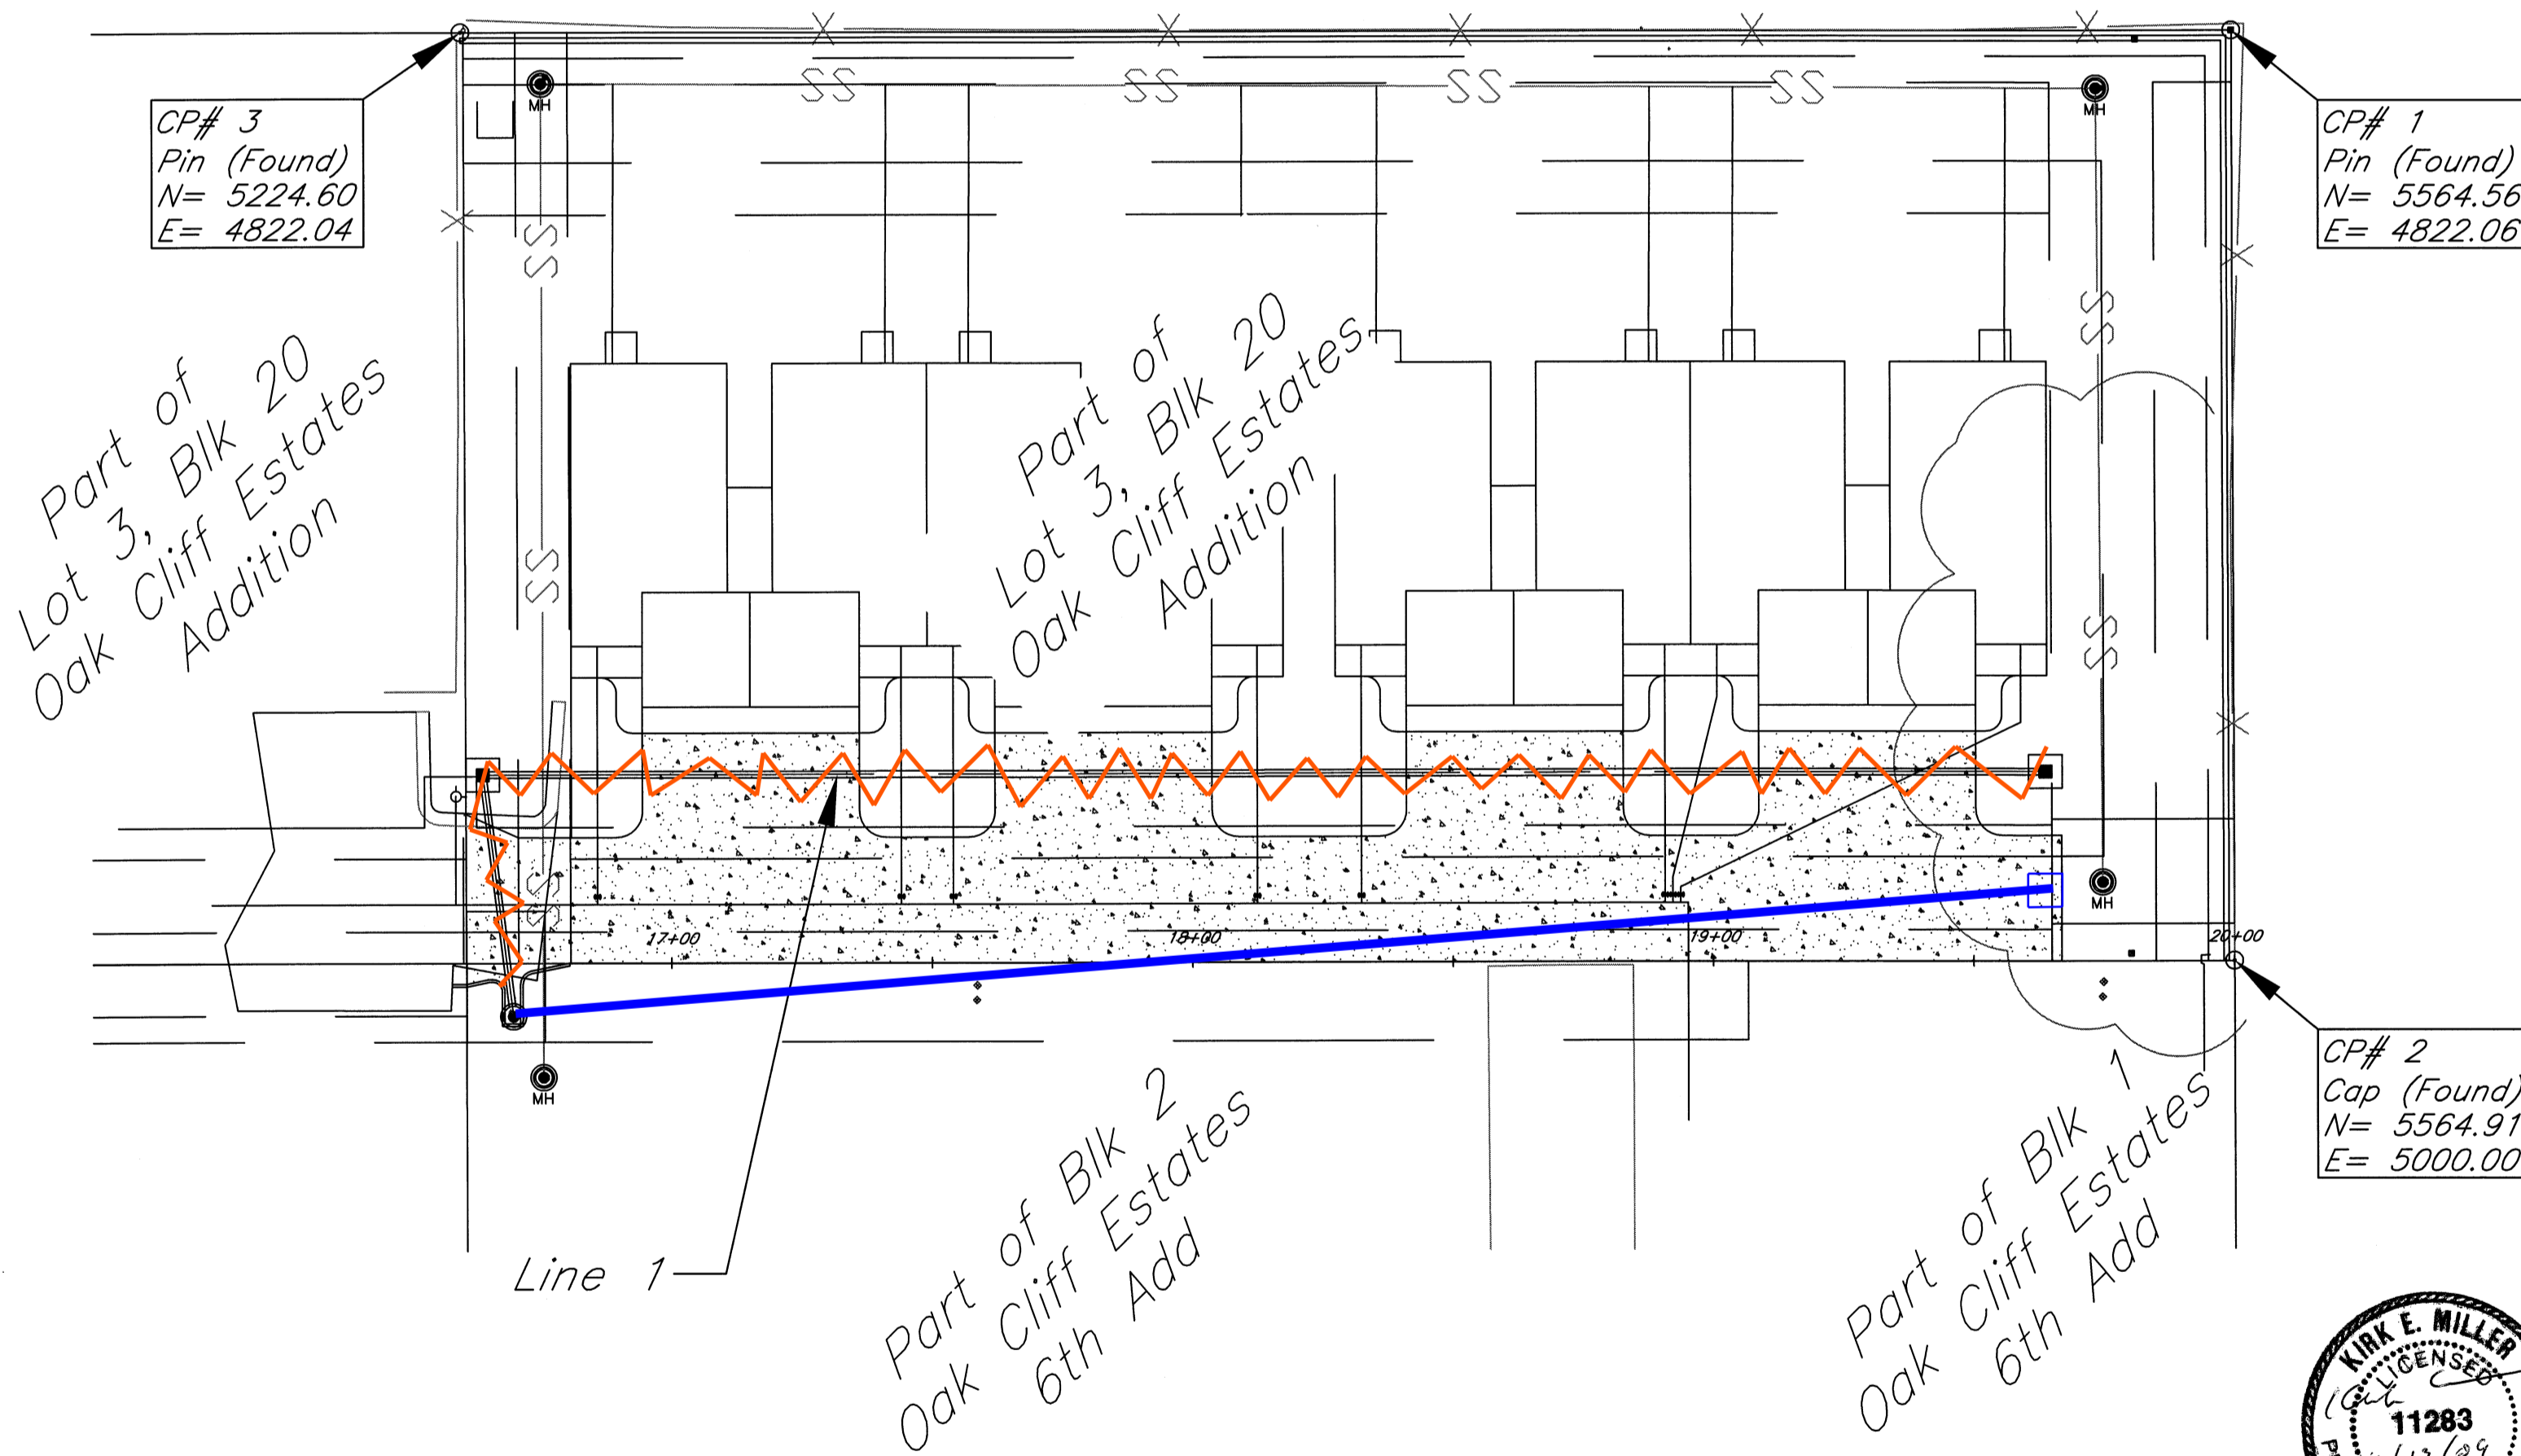 SS SS SS SS
MH
MH
CP# 3
Pin (Found)
N= 5224.60
E= 4822.04
CP# 1
Pin (Found)
N= 5564.56
E= 4822.06
SS
SS
Part of
Lot 3, Blk 20
Oak Cliff Estates
Addition
Part of
Lot 3, Blk 20
Oak Cliff Estates
Addition
SS
SS
SS
MH
17+00
18+00
19+00
20+00
MH
CP# 2
Cap (Found)
N= 5564.91
E= 5000.00
Line 1
Part of Blk 2
Oak Cliff Estates
6th Add
Part of Blk 1
Oak Cliff Estates
6th Add
KIRK E. MILLER
LICENSED
11283